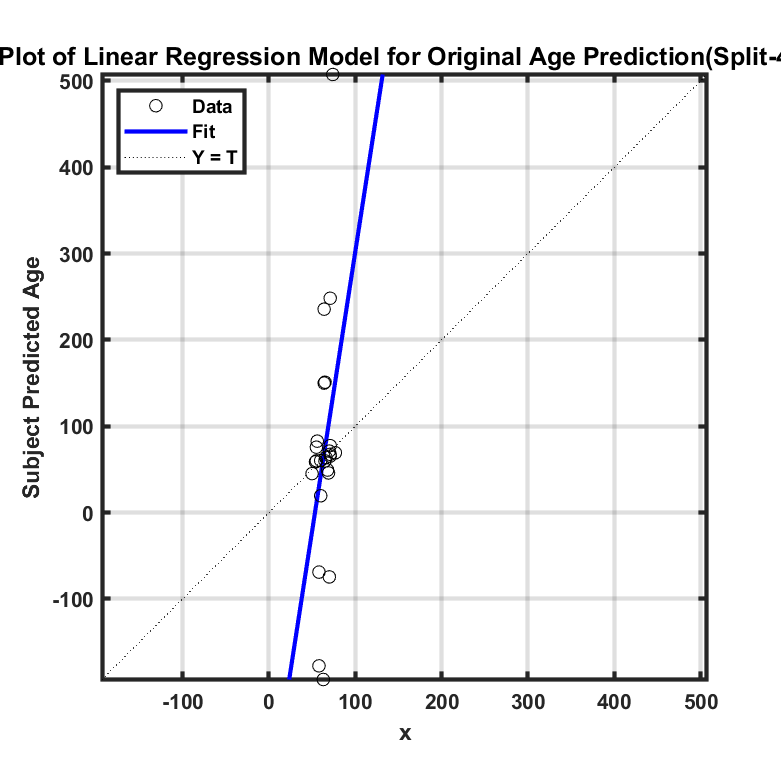 Plot of Linear Regression Model for Original Age Prediction(Split-4
500
400
300
200
100
0
-100
Data
Fit
Y = T
Subject Predicted Age
-100 0 100 200 300 400 500
x